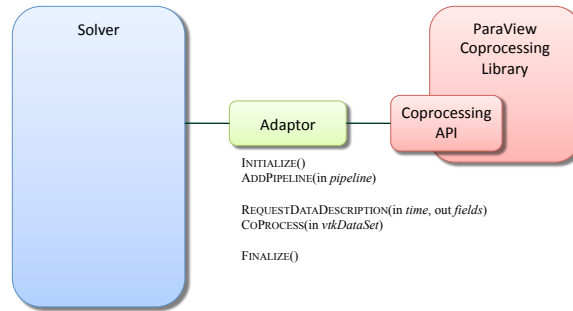 Solver
ParaView
Coprocessing
Library
Adaptor
Coprocessing
API
INITIALIZE()
ADDPIPELINE(in pipeline)
REQUESTDATADESCRIPTION(in time, out fields)
COPROCESS(in vtkDataSet)
FINALIZE()